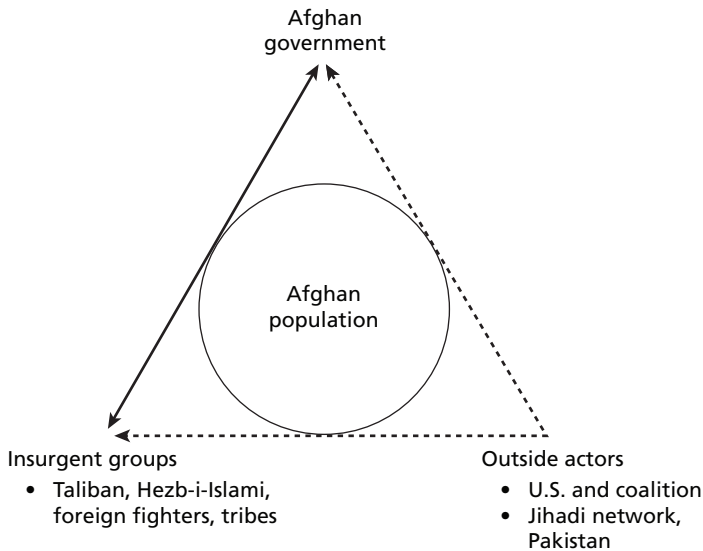 Afghan
government
Afghan
population
Insurgent groups
• Taliban, Hezb-i-Islami,
foreign fighters, tribes
Outside actors
• U.S. and coalition
• Jihadi network,
Pakistan